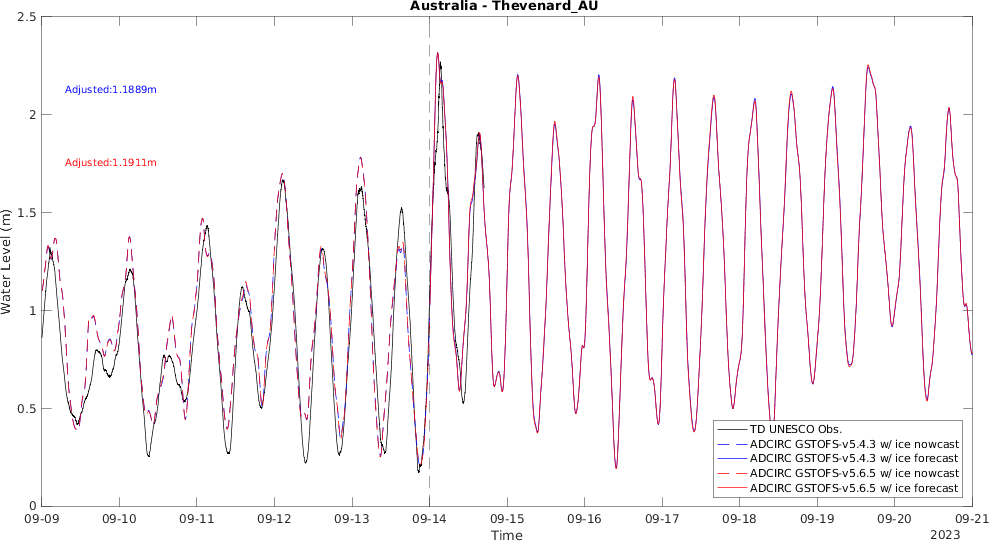 Australia - Thevenard_AU
2.5
2
1.5
1
0.5
0
Water Level (m)
Adjusted:1.1889m
Adjusted:1.1911m
TD UNESCO Obs.
ADCIRC GSTOFS-v5.4.3 w/ ice nowcast
ADCIRC GSTOFS-v5.4.3 w/ ice forecast
ADCIRC GSTOFS-v5.6.5 w/ ice nowcast
ADCIRC GSTOFS-v5.6.5 w/ ice forecast
09-09 09-10 09-11 09-12 09-13 09-14 09-15 09-16 09-17 09-18 09-19 09-20 09-21
Time
2023